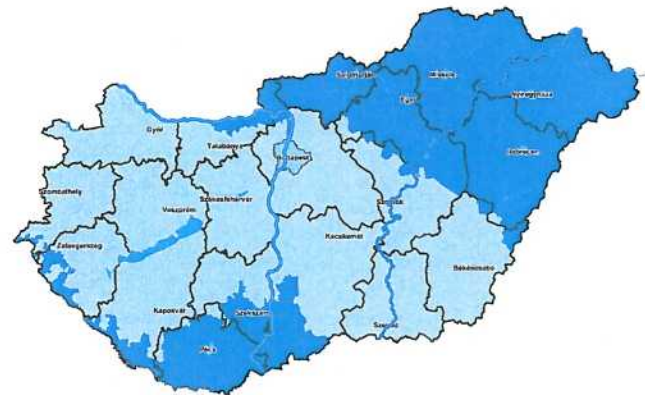 Salgótarján
Miskolc
Eger
Nyíregyháza
Debrecen
Győr
Tatabánya
Budapest
Szombathely
Veszprém
Székesfehérvár
Szolnok
Zalaegerszeg
Kecskemét
Békéscsaba
Kaposvár
Szekszárd
Szeged
Pécs